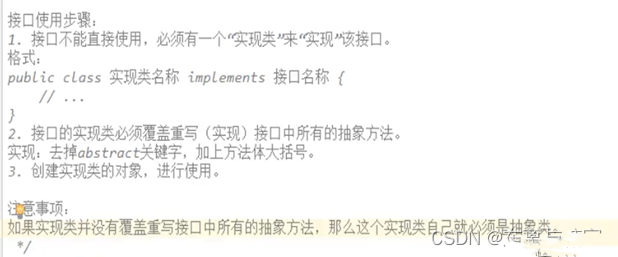 接口使用步骤:
1. 接口不能直接使用，必须有一个“实现类”来“实现”该接口。
格式:
public class 实现类名称 implements 接口名称 {
// ...
}
2. 接口的实现类必须覆盖重写（实现）接口中所有的抽象方法。
实现：去掉abstract关键字，加上方法体大括号。
3. 创建实现类的对象，进行使用。
注意事项:
如果实现类并没有覆盖重写接口中所有的抽象方法，那么这个实现类自己就必须是抽象类。
*/
CSDN